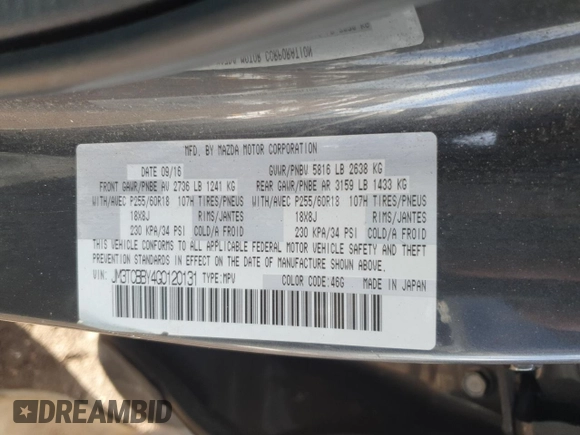 MAZDA MOTOR CORPORATION
MFD. BY MAZDA MOTOR CORPORATION
DATE 09/16 GVWR/PNBV 5816 LB 2638 KG
FRONT GAWR/PNBE AV 2736 LB 1241 KG REAR GAWR/PNBE AR 3159 LB 1433 KG
WITH/AVEC P255/60R18 107H TIRES/PNEUS WITH/AVEC P255/60R18 107H TIRES/PNEUS
18X8J RIMS/JANTES 18X8J RIMS/JANTES
230 KPA/34 PSI COLD/A FROID 230 KPA/34 PSI COLD/A FROID
THIS VEHICLE CONFORMS TO ALL APPLICABLE FEDERAL MOTOR VEHICLE SAFETY AND THEFT
PREVENTION STANDARDS IN EFFECT ON THE DATE OF MANUFACTURE SHOWN ABOVE.
VIN: JM3TCBBY4G0120131 TYPE:MPV COLOR CODE:46G MADE IN JAPAN
DREAMBID